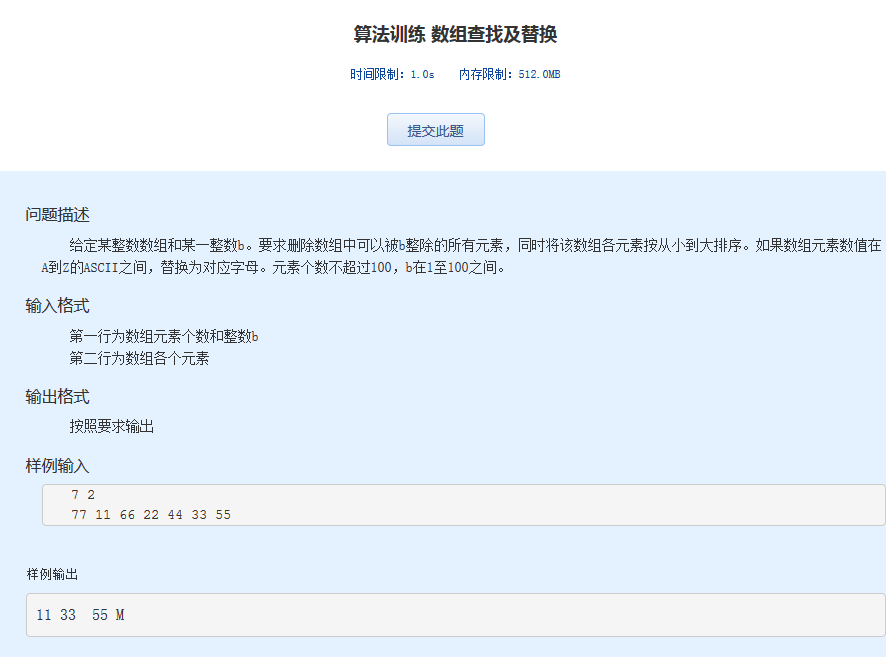 算法训练 数组查找及替换
时间限制：1.0s 内存限制：512.0MB
提交此题
问题描述
给定某整数数组和某一整数b。要求删除数组中可以被b整除的所有元素，同时将该数组各元素按从小到大排序。如果数组元素数值在
A到Z的ASCII之间，替换为对应字母。元素个数不超过100，b在1至100之间。
输入格式
第一行为数组元素个数和整数b
第二行为数组各个元素
输出格式
按照要求输出
样例输入
7 2
77 11 66 22 44 33 55
样例输出
11 33  55 M